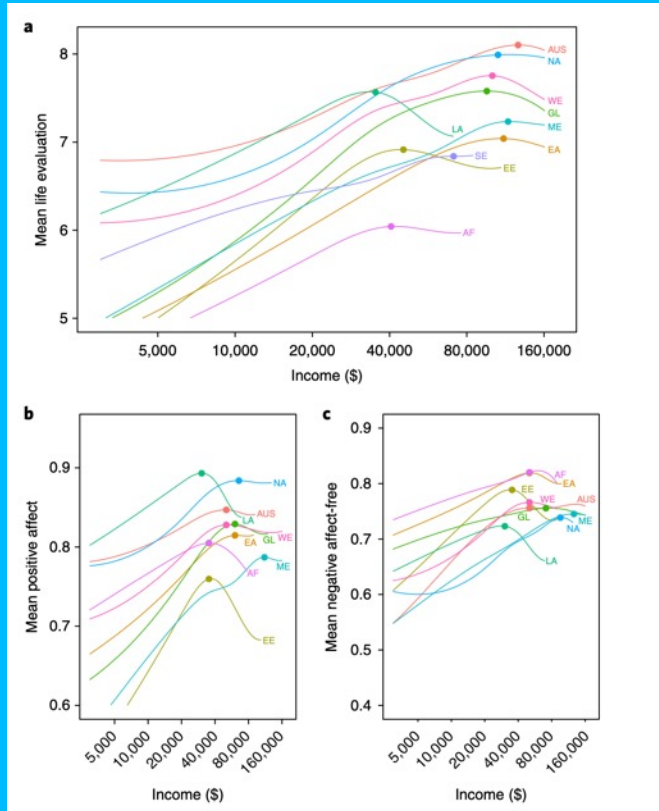 a
8
7
6
5
Mean life evaluation
AUS
NA
WE
GL
ME
EA
LA
SE
EE
AF
5,000 10,000 20,000 40,000 80,000 160,000
Income ($)
b
0.9
0.8
0.7
0.6
Mean positive affect
NA
AUS
LA
WE
GL
EA
ME
AF
EE
5,000 10,000 20,000 40,000 80,000 160,000
Income ($)
c
0.9
0.8
0.7
0.6
0.5
0.4
Mean negative affect-free
AF
EA
EE
WE
AUS
GL
ME
NA
LA
5,000 10,000 20,000 40,000 80,000 160,000
Income ($)